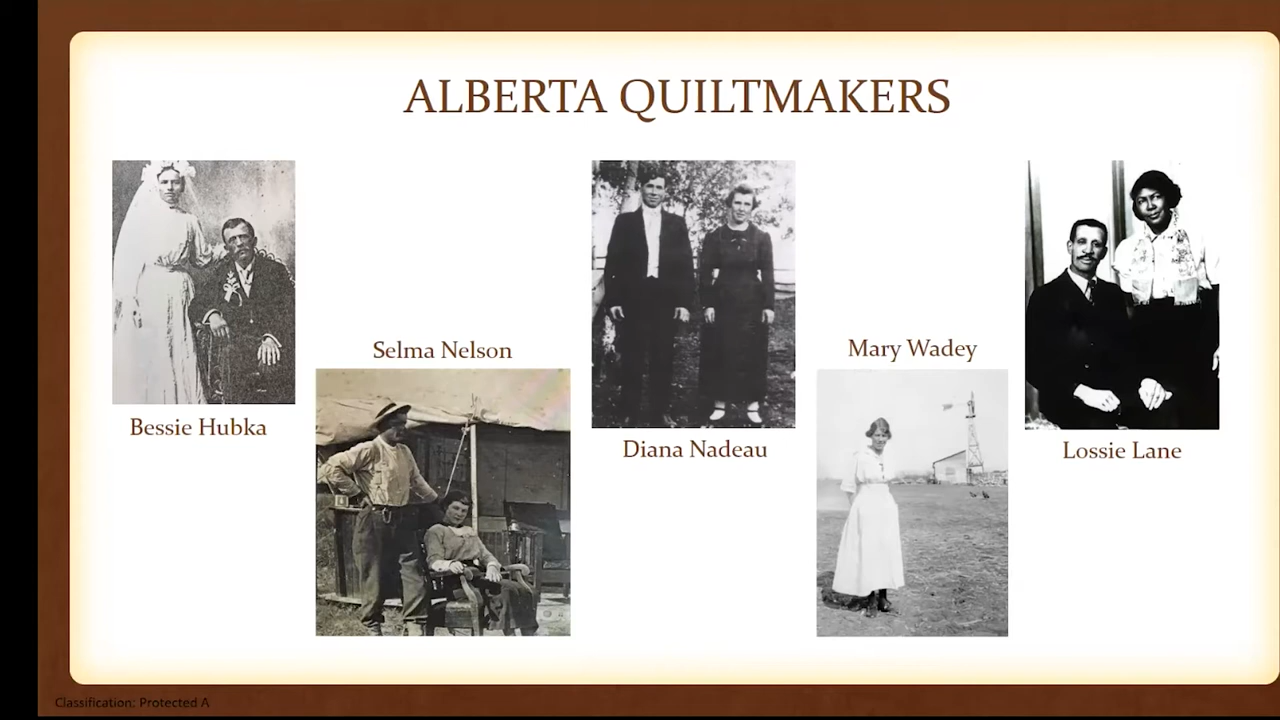 ALBERTA QUILTMAKERS
Selma Nelson
Mary Wadey
Bessie Hubka
Diana Nadeau
Lossie Lane
Classification: Protected A